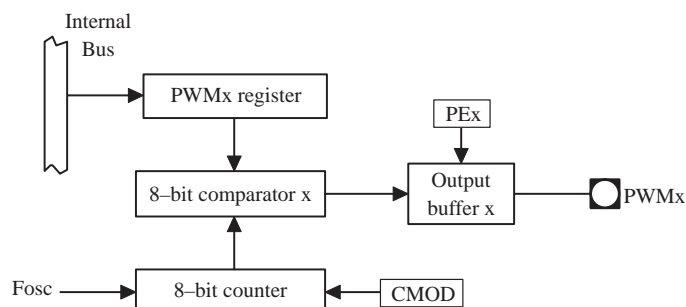 Internal
Bus
PWMx register
PEx
8–bit comparator x
Output
buffer x
PWMx
Fosc
8–bit counter
CMOD